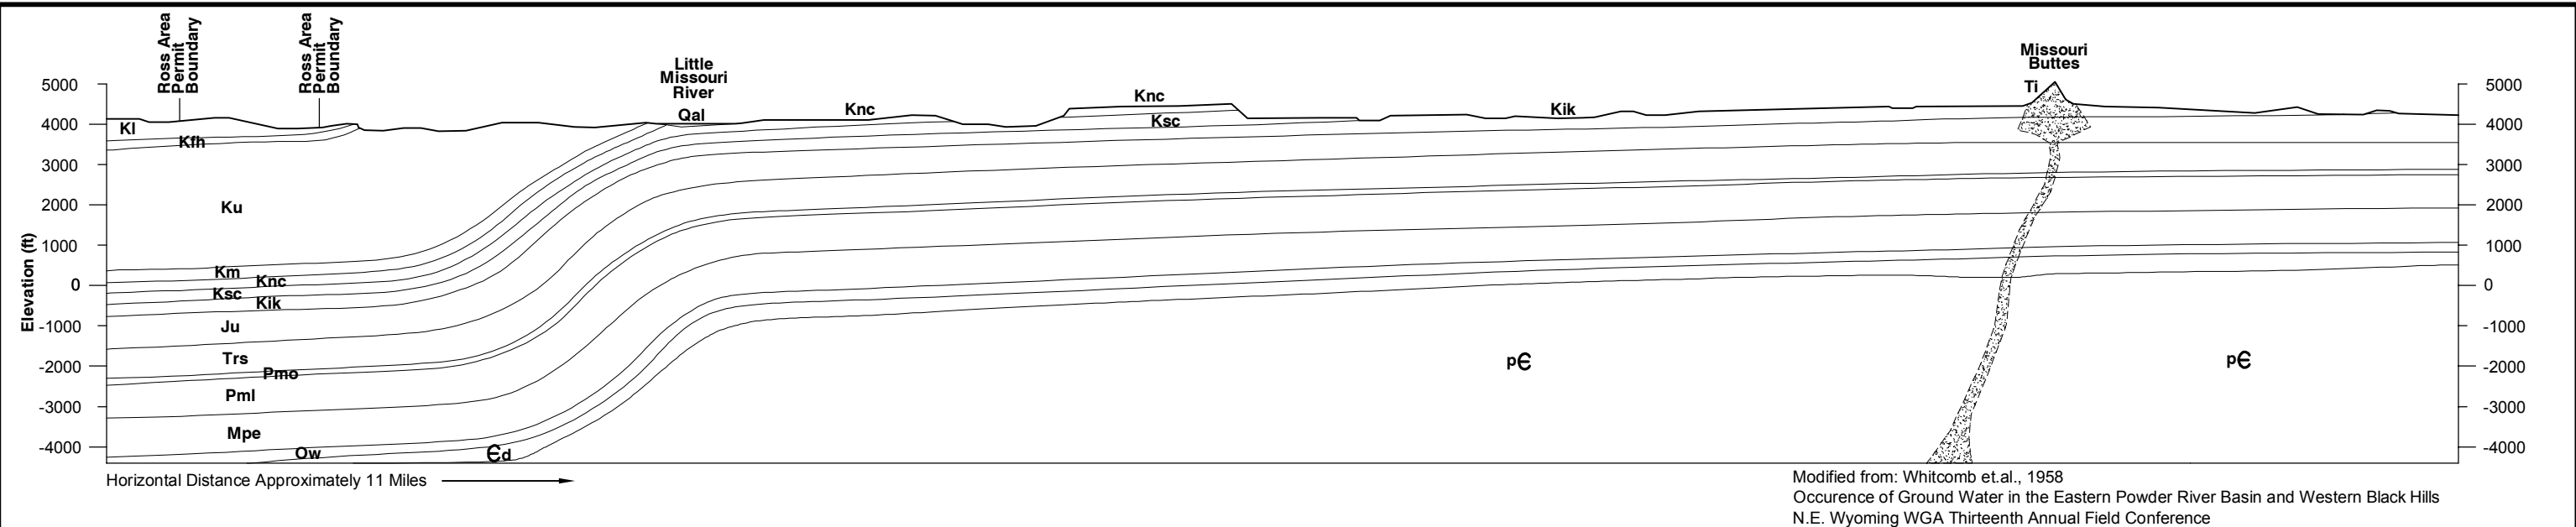 Ross Area
Permit
Boundary
Ross Area
Permit
Boundary
Little
Missouri
River
Qal
Missouri
Buttes
Ti
Elevation (ft)
5000
4000
3000
2000
1000
0
-1000
-2000
-3000
-4000
Kl
Kfh
Ku
Km
Knc
Ksc
Kik
Ju
Trs
Pmo
Pml
Mpe
Ow
Єd
Knc
Knc
Ksc
Kik
pЄ
pЄ
5000
4000
3000
2000
1000
0
-1000
-2000
-3000
-4000
Horizontal Distance Approximately 11 Miles
Modified from: Whitcomb et.al., 1958
Occurence of Ground Water in the Eastern Powder River Basin and Western Black Hills
N.E. Wyoming WGA Thirteenth Annual Field Conference